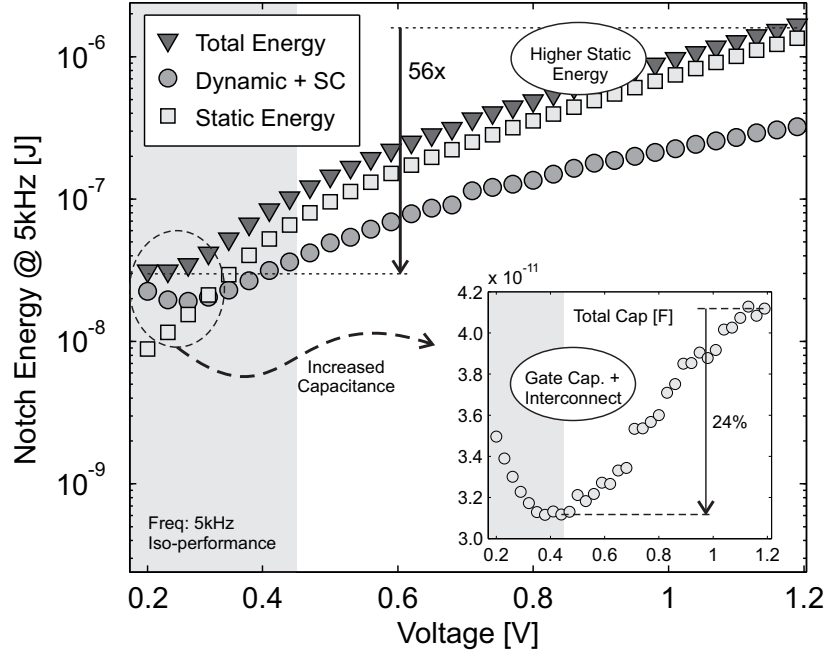 Notch Energy @ 5kHz [J]
10⁻⁶
10⁻⁷
10⁻⁸
10⁻⁹
Total Energy
Dynamic + SC
Static Energy
56x
Higher Static
Energy
Increased
Capacitance
Freq: 5kHz
Iso-performance
x 10⁻¹¹
4.2
4.0
3.8
3.6
3.4
3.2
3.0
Total Cap [F]
Gate Cap. +
Interconnect
24%
0.2 0.4 0.6 0.8 1 1.2
0.2 0.4 0.6 0.8 1 1.2
Voltage [V]